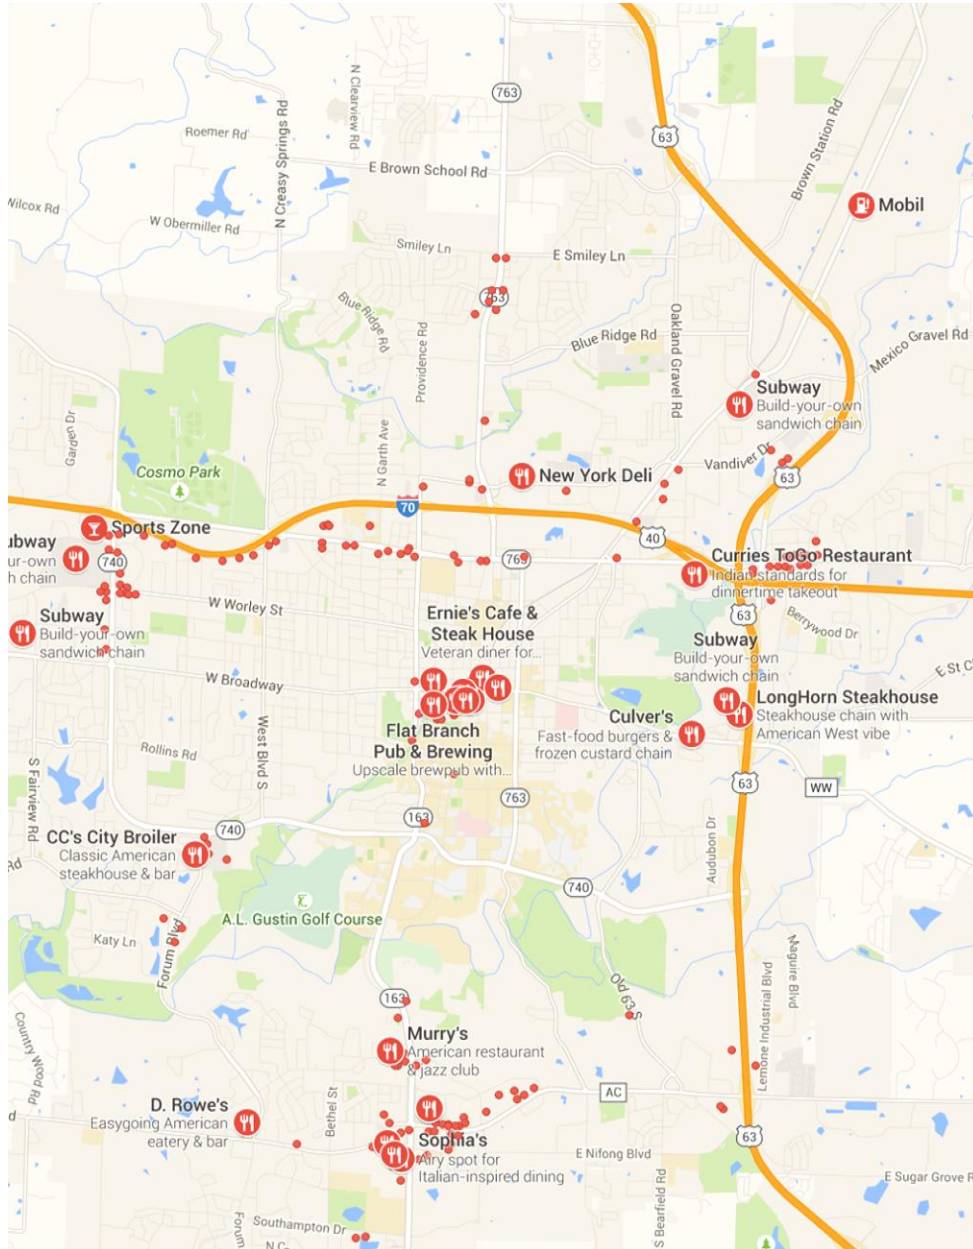 763
63
N Clearview Rd
Roemer Rd
N Creasy Springs Rd
E Brown School Rd
Brown Station Rd
Wilcox Rd
W Obermiller Rd
Mobil
Smiley Ln
E Smiley Ln
763
Blue Ridge Rd
Blue Ridge Rd
Providence Rd
Oakland Gravel Rd
Mexico Gravel Rd
Subway
Build-your-own
sandwich chain
Garden Dr
N Garth Ave
Cosmo Park
New York Deli
Vandiver Dr
63
70
Sports Zone
40
ubway
ur-own
h chain
740
763
Curries ToGo Restaurant
Indian standards for
dinnertime takeout
W Worley St
Subway
Build-your-own
sandwich chain
Ernie's Cafe &
Steak House
Veteran diner for...
63
Berrywood Dr
Subway
Build-your-own
sandwich chain
E St C
W Broadway
LongHorn Steakhouse
Steakhouse chain with
American West vibe
Culver's
Fast-food burgers &
frozen custard chain
Flat Branch
Pub & Brewing
Upscale brewpub with...
Rollins Rd
West Blvd S
S Fairview Rd
63
WW
763
163
740
CC's City Broiler
Classic American
steakhouse & bar
Rd
Audubon Dr
740
A.L. Gustin Golf Course
Katy Ln
Forum Blvd
Maguire Blvd
Old 63 S
163
Lemone Industrial Blvd
Country Wood Rd
Murry's
American restaurant
& jazz club
AC
D. Rowe's
Easygoing American
eatery & bar
Bethel St
d
63
Sophia's
Airy spot for
Italian-inspired dining
E Nifong Blvd
E Sugar Grove R
S Bearfield Rd
Southampton Dr
Forum
N C